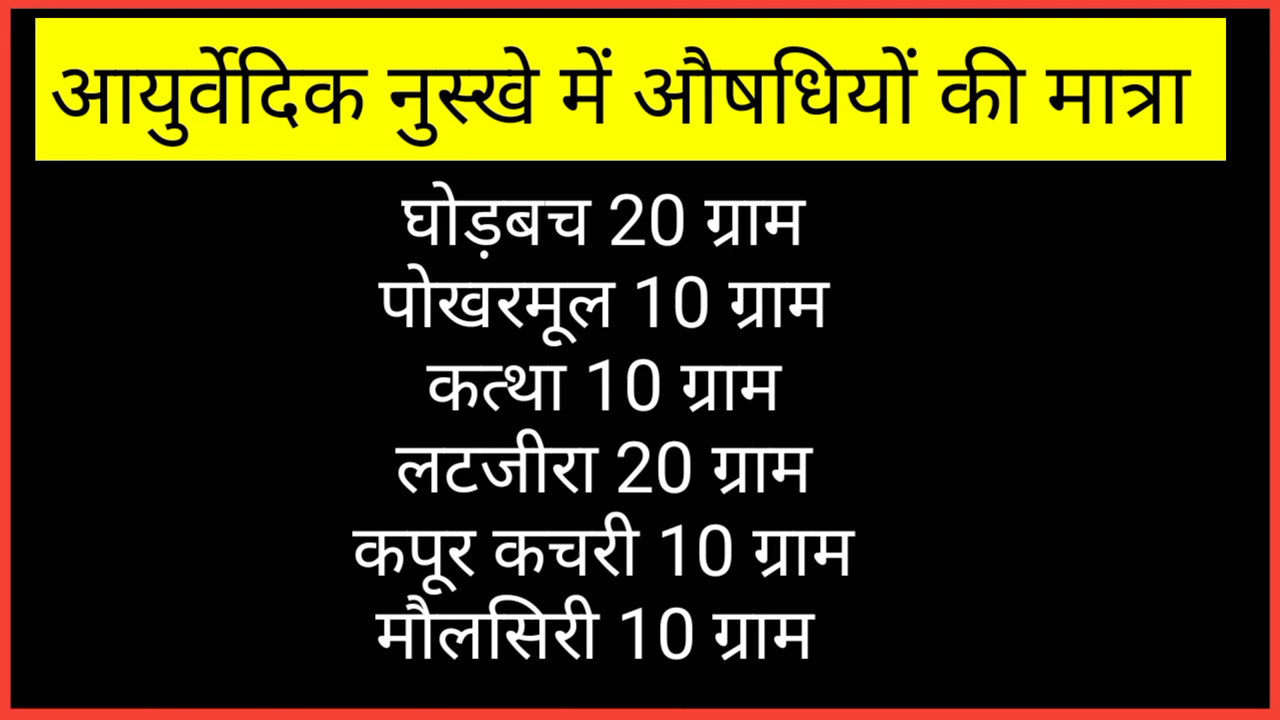 आयुर्वेदिक नुस्खे में औषधियों की मात्रा
घोड़बच 20 ग्राम
पोखरमूल 10 ग्राम
कत्था 10 ग्राम
लटजीरा 20 ग्राम
कपूर कचरी 10 ग्राम
मौलसिरी 10 ग्राम